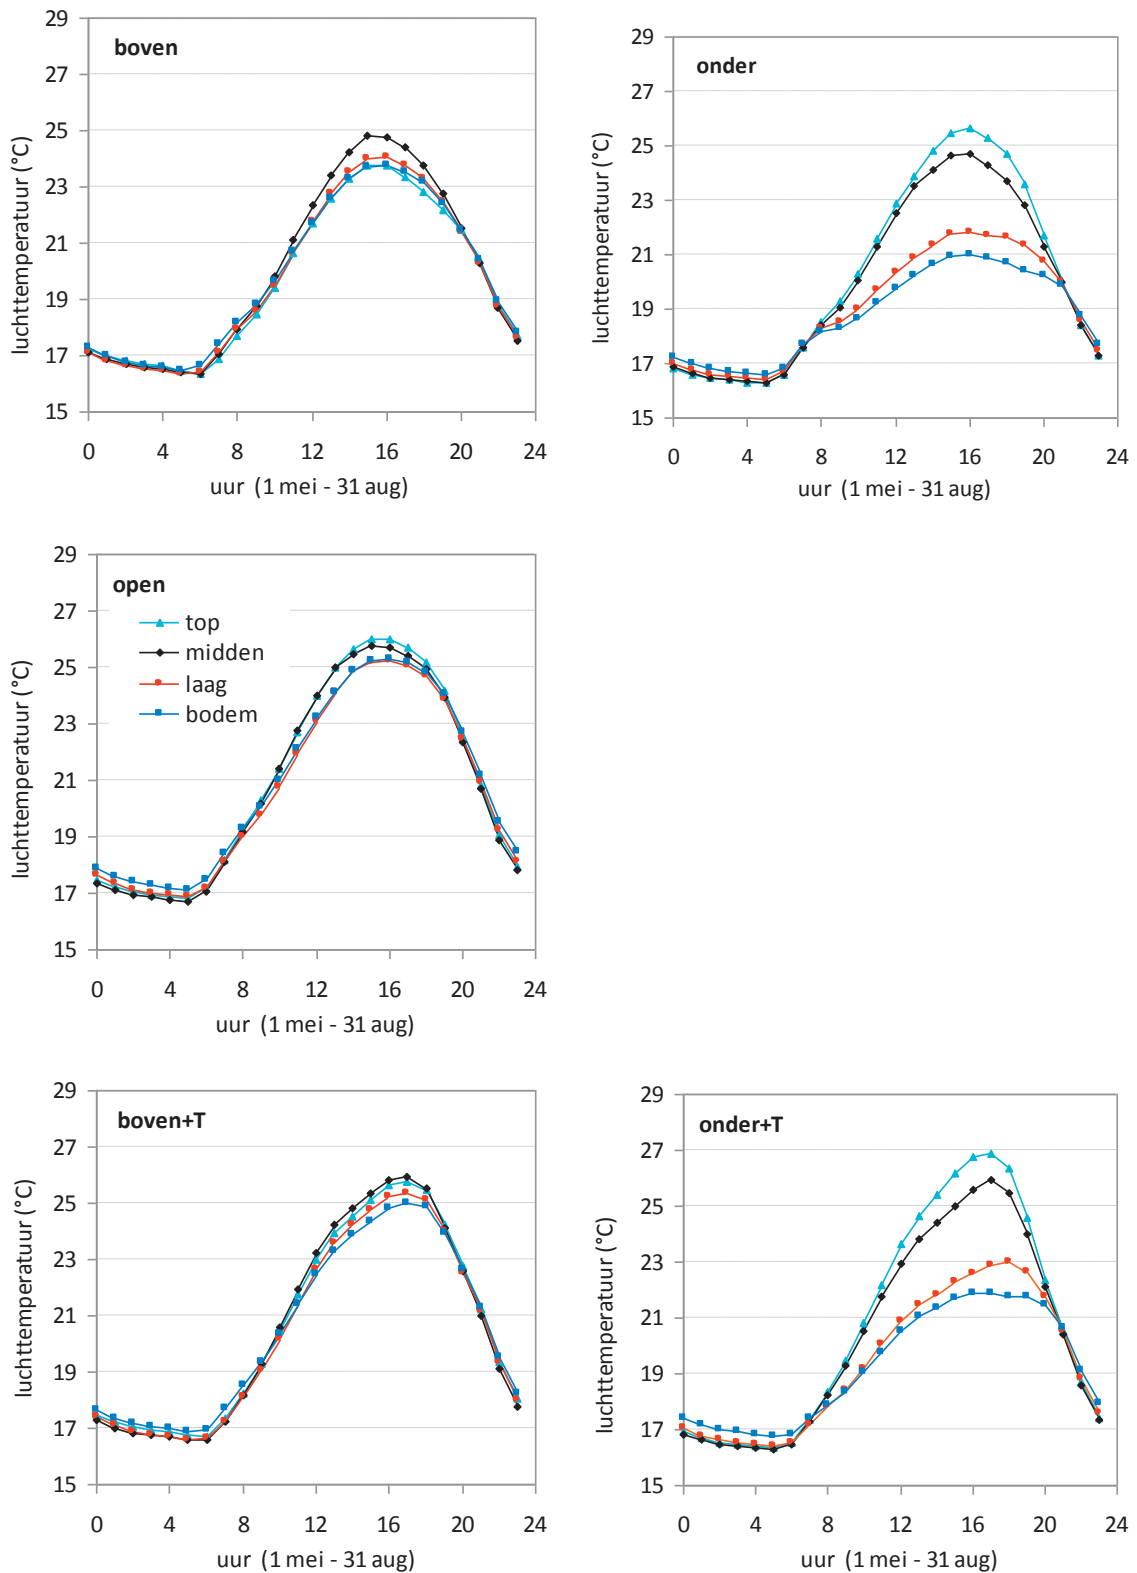 boven
luchttemperatuur (°C)
29
27
25
23
21
19
17
15
0 4 8 12 16 20 24
uur (1 mei - 31 aug)
onder
luchttemperatuur (°C)
29
27
25
23
21
19
17
15
0 4 8 12 16 20 24
uur (1 mei - 31 aug)
open
top
midden
laag
bodem
luchttemperatuur (°C)
29
27
25
23
21
19
17
15
0 4 8 12 16 20 24
uur (1 mei - 31 aug)
boven+T
luchttemperatuur (°C)
29
27
25
23
21
19
17
15
0 4 8 12 16 20 24
uur (1 mei - 31 aug)
onder+T
luchttemperatuur (°C)
29
27
25
23
21
19
17
15
0 4 8 12 16 20 24
uur (1 mei - 31 aug)